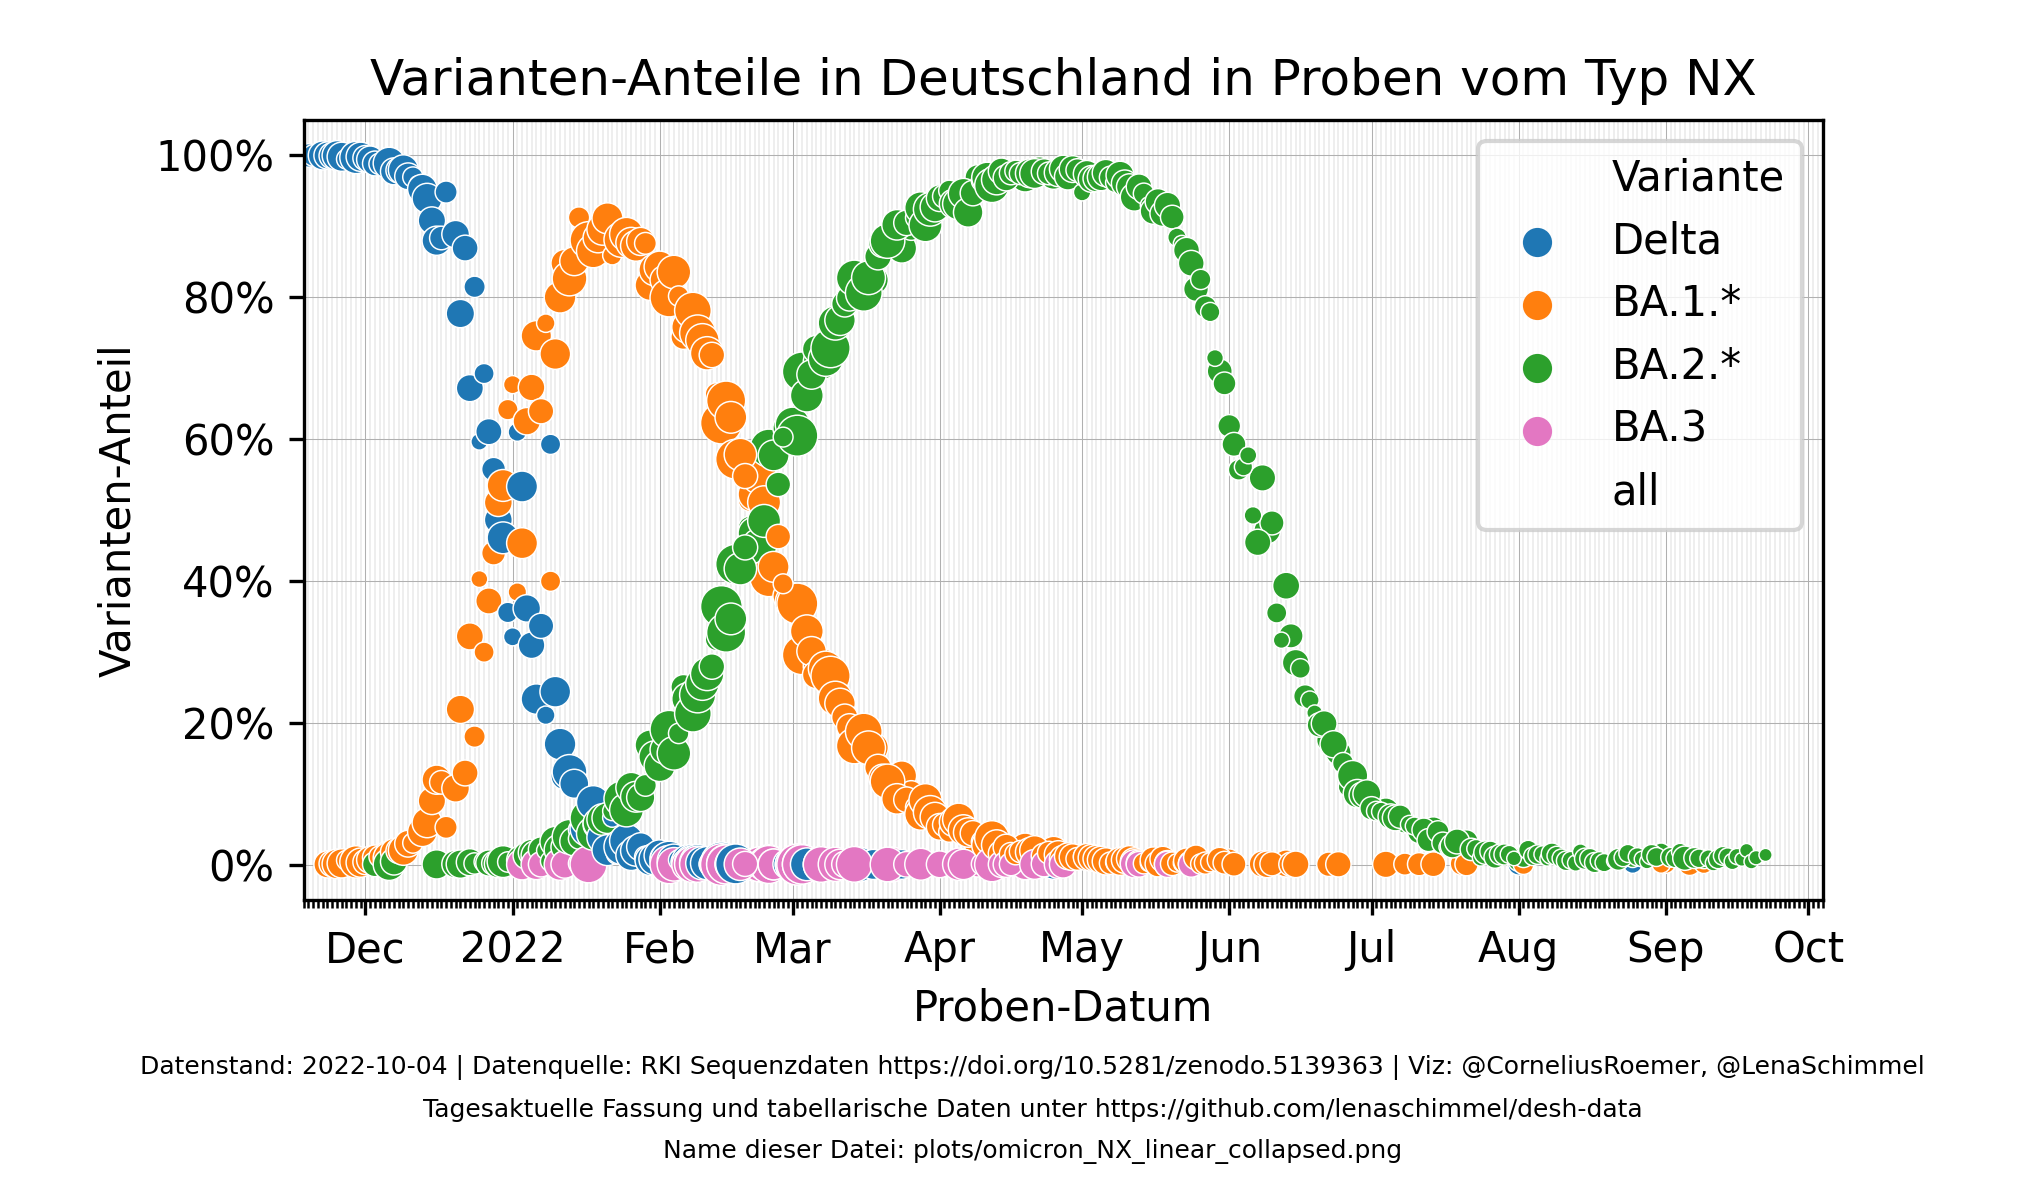 Varianten-Anteile in Deutschland in Proben vom Typ NX
Varianten-Anteil
100%
80%
60%
40%
20%
0%
Variante
Delta
BA.1.*
BA.2.*
BA.3
all
Dec 2022 Feb Mar Apr May Jun Jul Aug Sep Oct
Proben-Datum
Datenstand: 2022-10-04 | Datenquelle: RKI Sequenzdaten https://doi.org/10.5281/zenodo.5139363 | Viz: @CorneliusRoemer, @LenaSchimmel
Tagesaktuelle Fassung und tabellarische Daten unter https://github.com/lenaschimmel/desh-data
Name dieser Datei: plots/omicron_NX_linear_collapsed.png